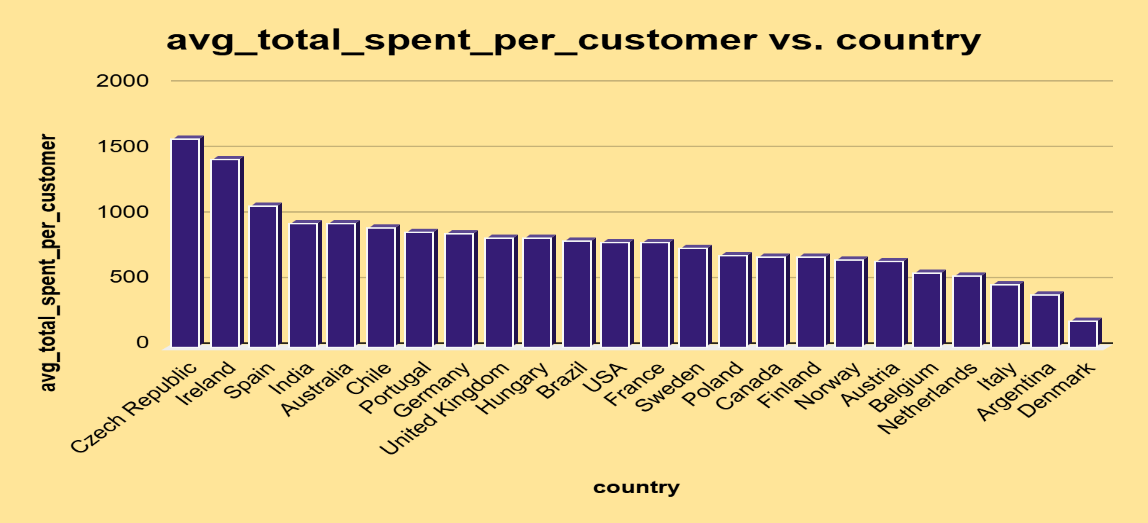 avg_total_spent_per_customer vs. country
avg_total_spent_per_customer
2000
1500
1000
500
0
Czech Republic
Ireland
Spain
India
Australia
Chile
Portugal
Germany
United Kingdom
Hungary
Brazil
USA
France
Sweden
Poland
Canada
Finland
Norway
Austria
Belgium
Netherlands
Italy
Argentina
Denmark
country